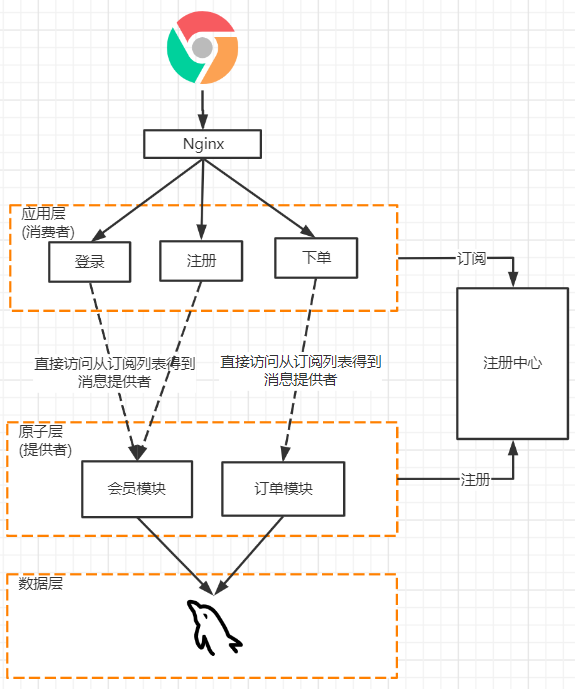 Nginx
应用层
(消费者)
登录
注册
下单
订阅
注册中心
直接访问从订阅列表得到
消息提供者
直接访问从订阅列表得到
消息提供者
原子层
(提供者)
会员模块
订单模块
注册
数据层